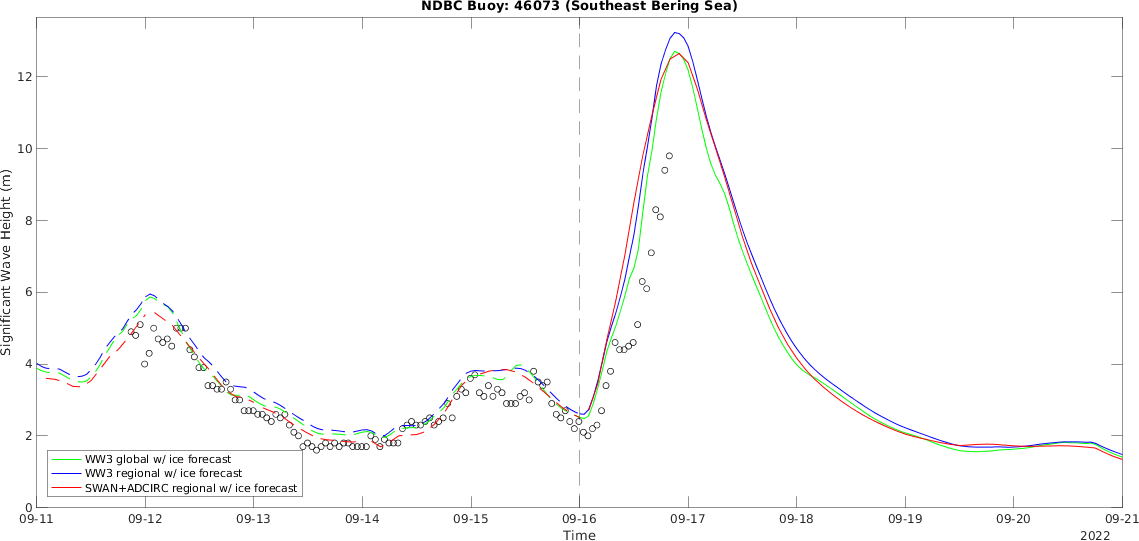 NDBC Buoy: 46073 (Southeast Bering Sea)
Significant Wave Height (m)
12
10
8
6
4
2
0
WW3 global w/ ice forecast
WW3 regional w/ ice forecast
SWAN+ADCIRC regional w/ ice forecast
09-11 09-12 09-13 09-14 09-15 09-16 09-17 09-18 09-19 09-20 09-21
Time
2022